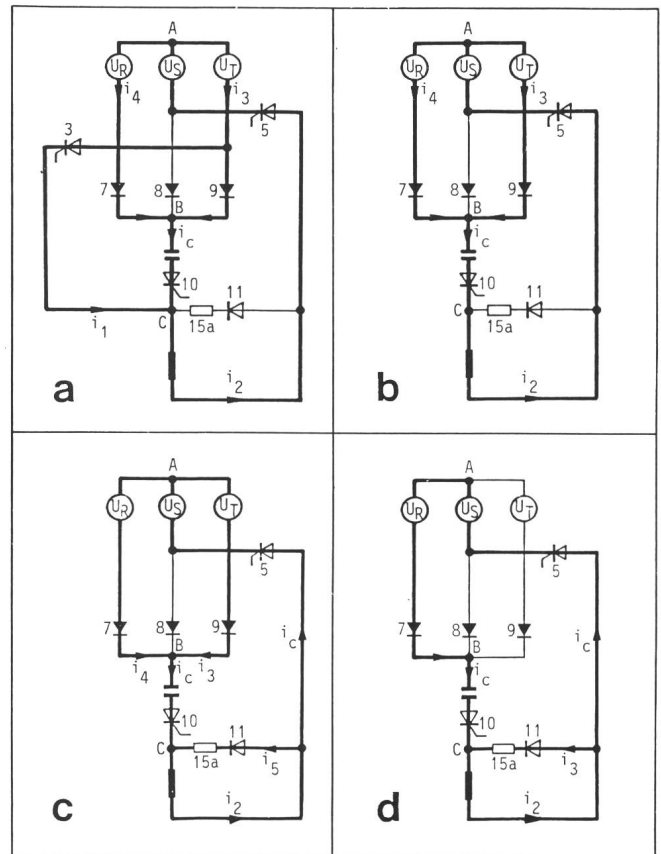 A
U_R U_S U_T
i_4 i_3
3 5
7 8 9
B
i_c
10
11
C
15a
i_1
i_2
a
A
U_R U_S U_T
i_4 i_3
5
7 8 9
B
i_c
10
11
C
15a
i_2
b
A
U_R U_S U_T
5
7 8 9
B
i_4 i_3
i_c i_c
10
11
C
15a i_5
i_2
c
A
U_R U_S U_T
5
7 8 9
B
i_c i_c
10
11
C
15a i_3
i_2
d